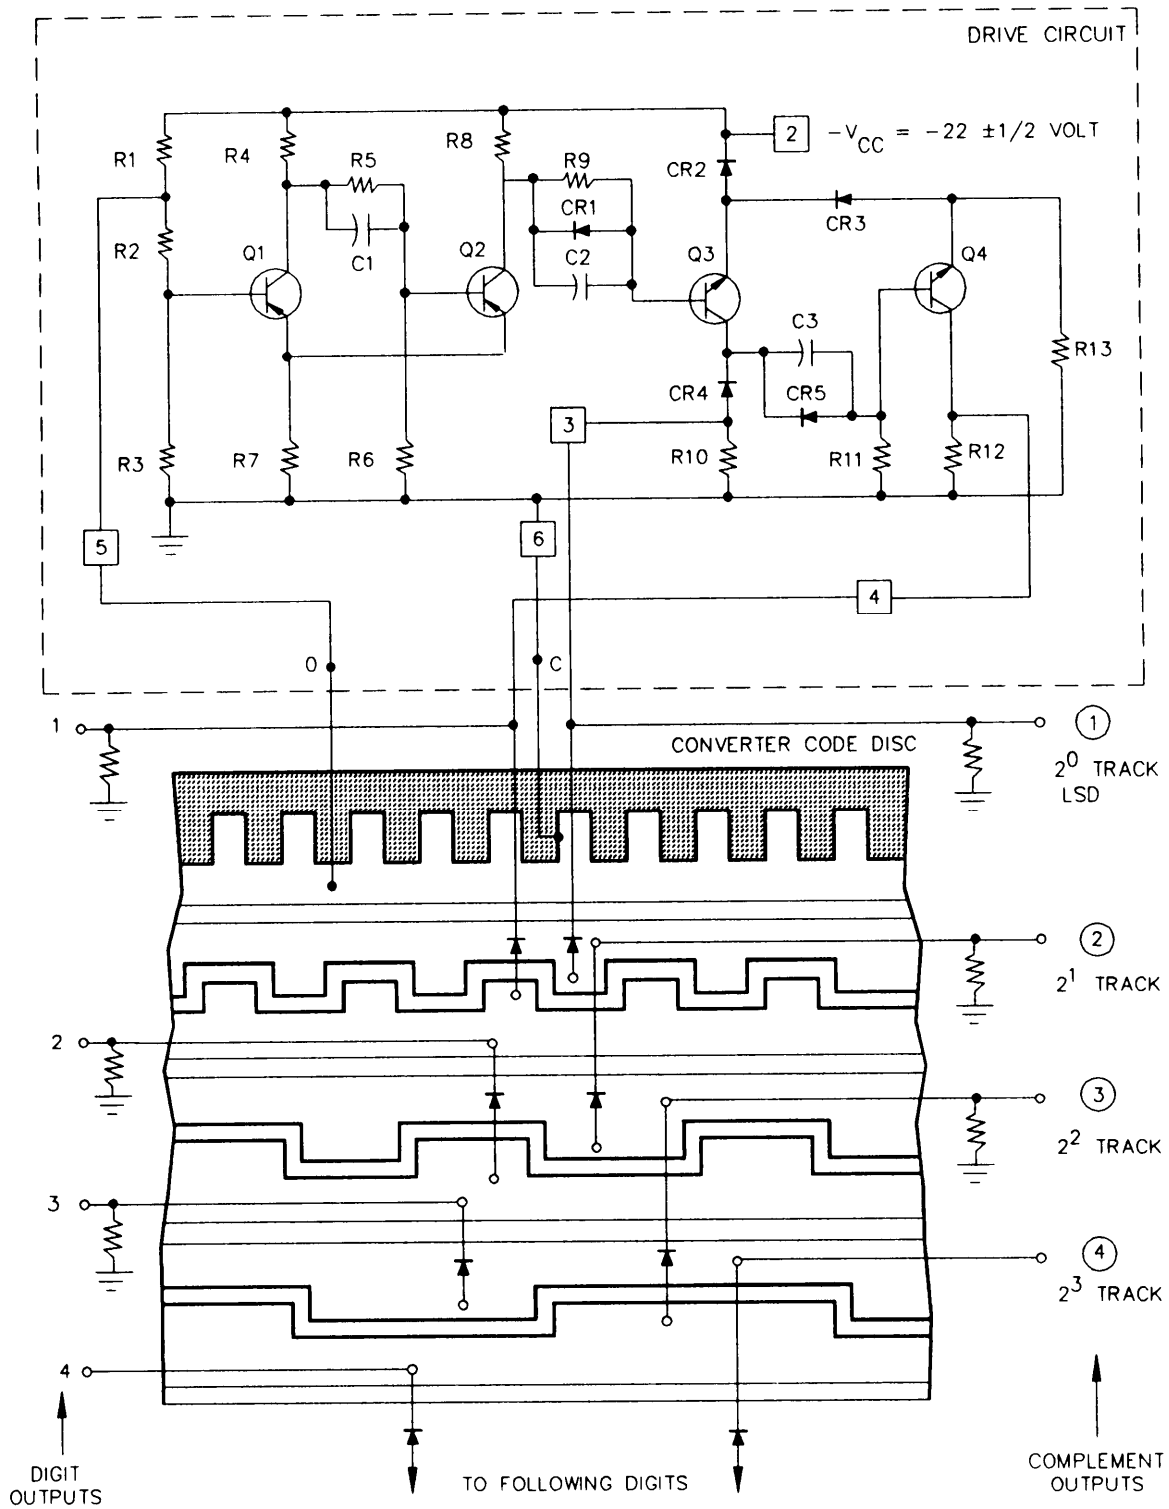 DRIVE CIRCUIT
2 -VCC = -22 ±1/2 VOLT
R1
R4
R8
R5
R9
CR2
CR1
CR3
R2
Q1
C1
Q2
C2
Q3
Q4
C3
R13
CR4
CR5
3
R3
R7
R6
R10
R11
R12
5
6
4
0
C
1
1
CONVERTER CODE DISC
2^0 TRACK
LSD
2
2^1 TRACK
2
3
2^2 TRACK
3
4
2^3 TRACK
4
DIGIT
OUTPUTS
TO FOLLOWING DIGITS
COMPLEMENT
OUTPUTS